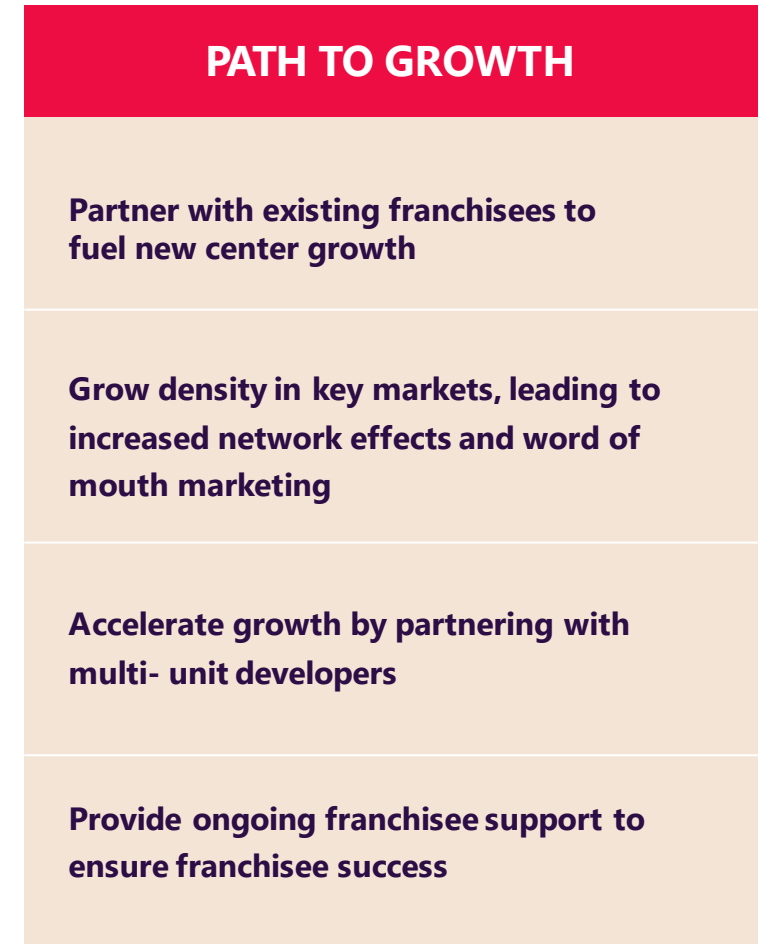 PATH TO GROWTH
Partner with existing franchisees to
fuel new center growth
Grow density in key markets, leading to
increased network effects and word of
mouth marketing
Accelerate growth by partnering with
multi- unit developers
Provide ongoing franchisee support to
ensure franchisee success